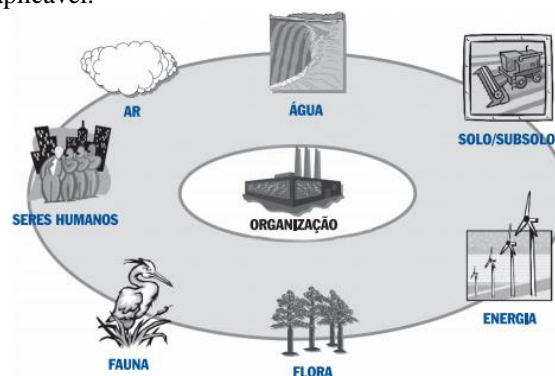 aplicável.
AR
ÁGUA
SOLO/SUBSOLO
SERES HUMANOS
ORGANIZAÇÃO
ENERGIA
FAUNA
FLORA